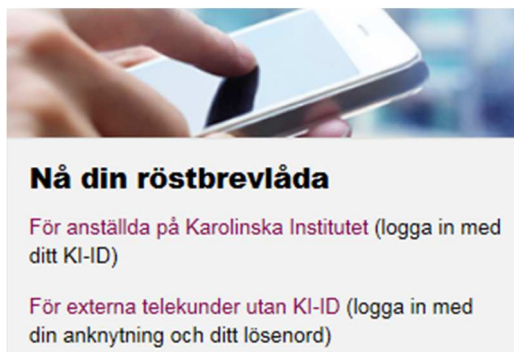 Nå din röstbrevlåda
För anställda på Karolinska Institutet (logga in med
ditt KI-ID)
För externa telekunder utan KI-ID (logga in med
din anknytning och ditt lösenord)